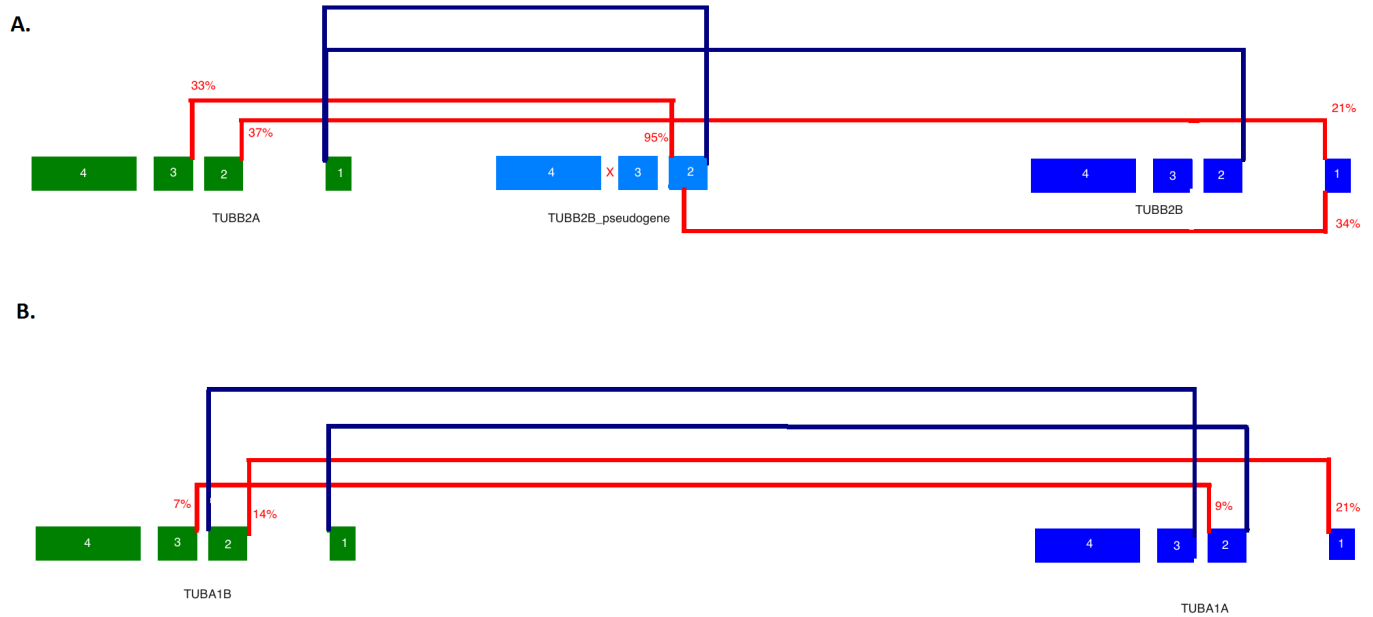 A.
33%
21%
37%
95%
4 3 2 1 4 X 3 2 4 3 2 1
TUBB2A TUBB2B_pseudogene TUBB2B
34%
B.
7% 14% 9% 21%
4 3 2 1 4 3 2 1
TUBA1B
TUBA1A